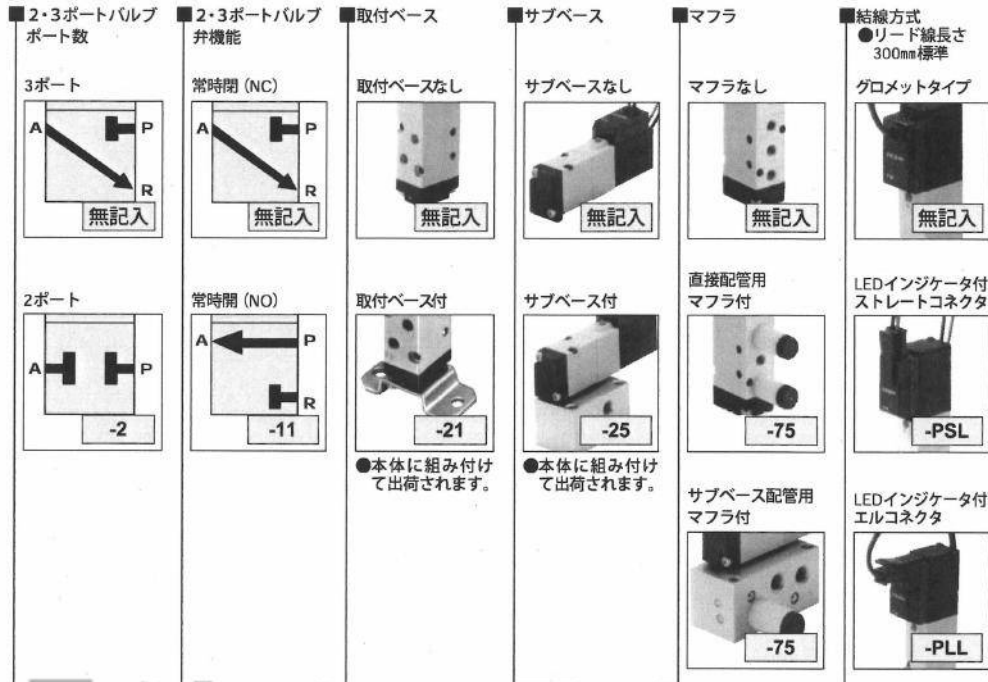 ■2・3ポートバルブ
ポート数
3ポート
A
P
R
無記入
2ポート
A
P
-2
■2・3ポートバルブ
弁機能
常時閉（NC）
A
P
R
無記入
常時開（NO）
A
P
R
-11
■取付ベース
取付ベースなし
無記入
取付ベース付
-21
●本体に組み付け
て出荷されます。
■サブベース
サブベースなし
無記入
サブベース付
-25
●本体に組み付け
て出荷されます。
■マフラ
マフラなし
無記入
直接配管用
マフラ付
-75
サブベース配管用
マフラ付
-75
■結線方式
●リード線長さ
300mm標準
グロメットタイプ
無記入
LEDインジケータ付
ストレートコネクタ
-PSL
LEDインジケータ付
エルコネクタ
-PLL